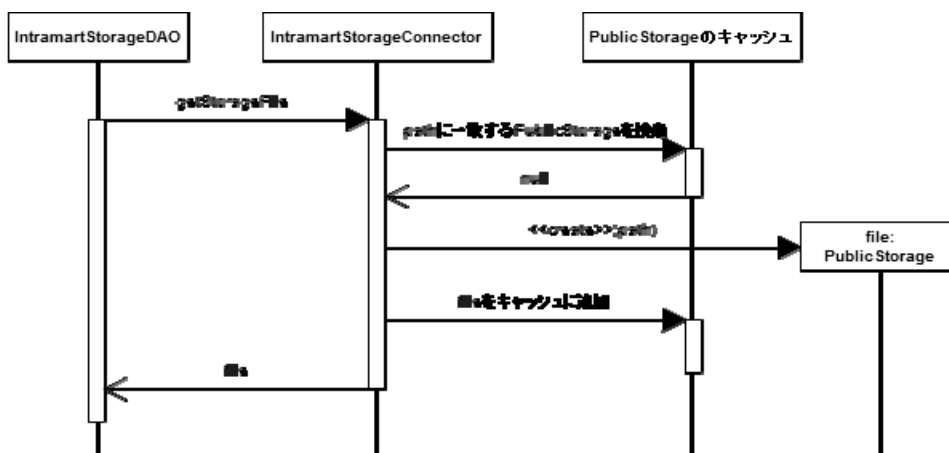 IntramartStorageDAO
IntramartStorageConnector
PublicStorageのキャッシュ
getStorageFile
pathに一致するPublicStorageを検索
null
<<create>>(path)
file:
PublicStorage
fileをキャッシュに追加
file